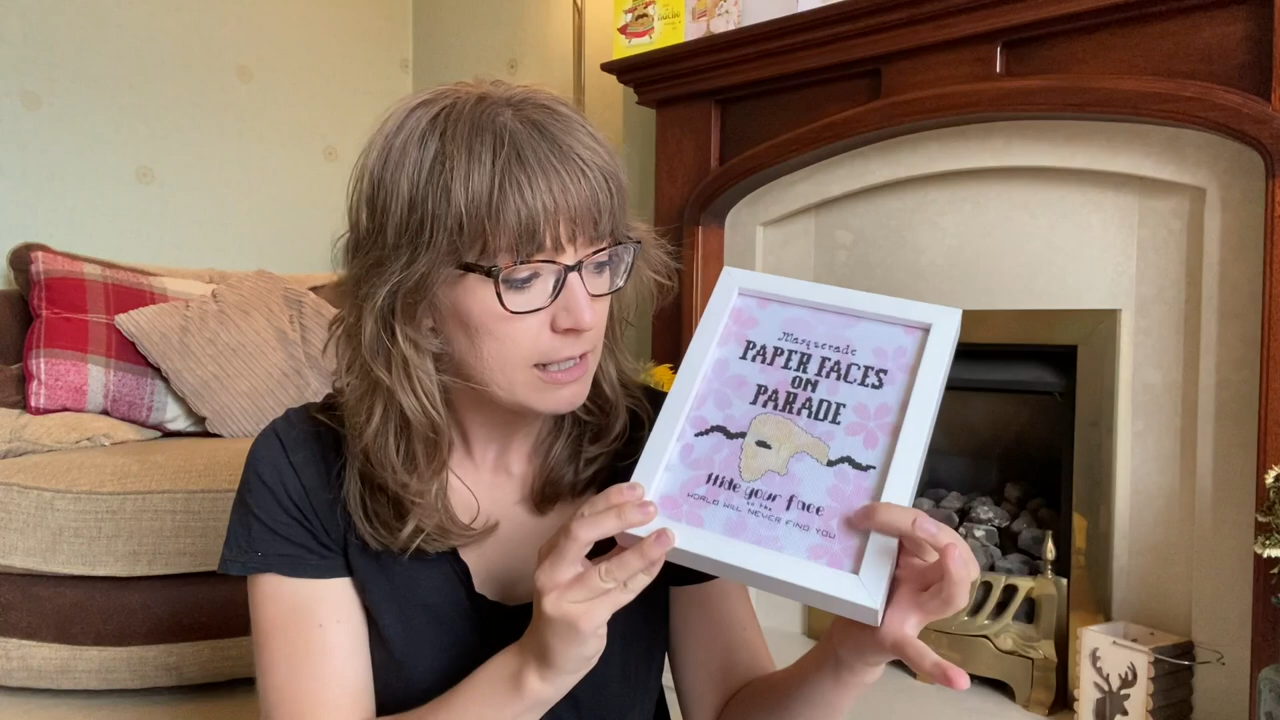 Masquerade
PAPER FACES
ON
PARADE
Hide your face
so the
WORLD WILL NEVER FIND YOU